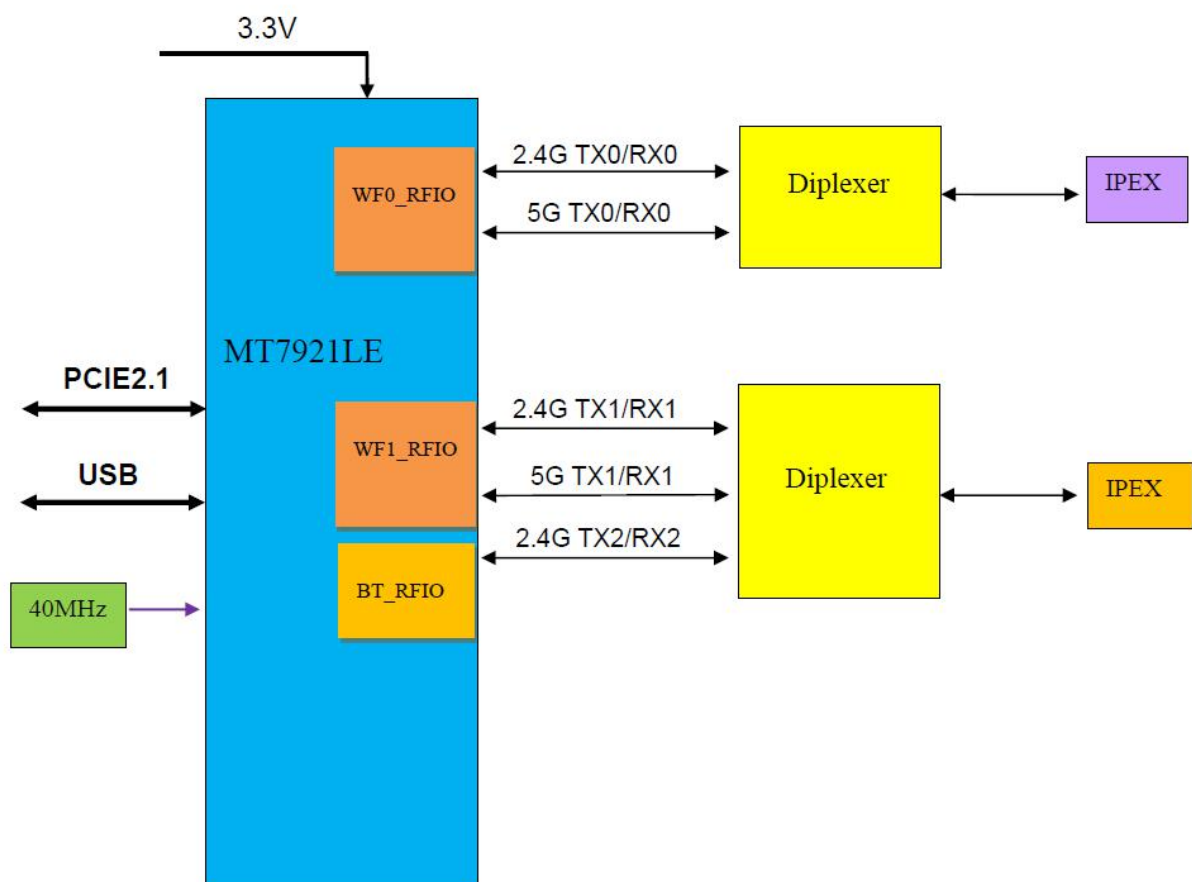 3.3V
2.4G TX0/RX0
WF0_RFIO
Diplexer
IPEX
5G TX0/RX0
MT7921LE
PCIE2.1
2.4G TX1/RX1
WF1_RFIO
USB
5G TX1/RX1
Diplexer
IPEX
2.4G TX2/RX2
40MHz
BT_RFIO